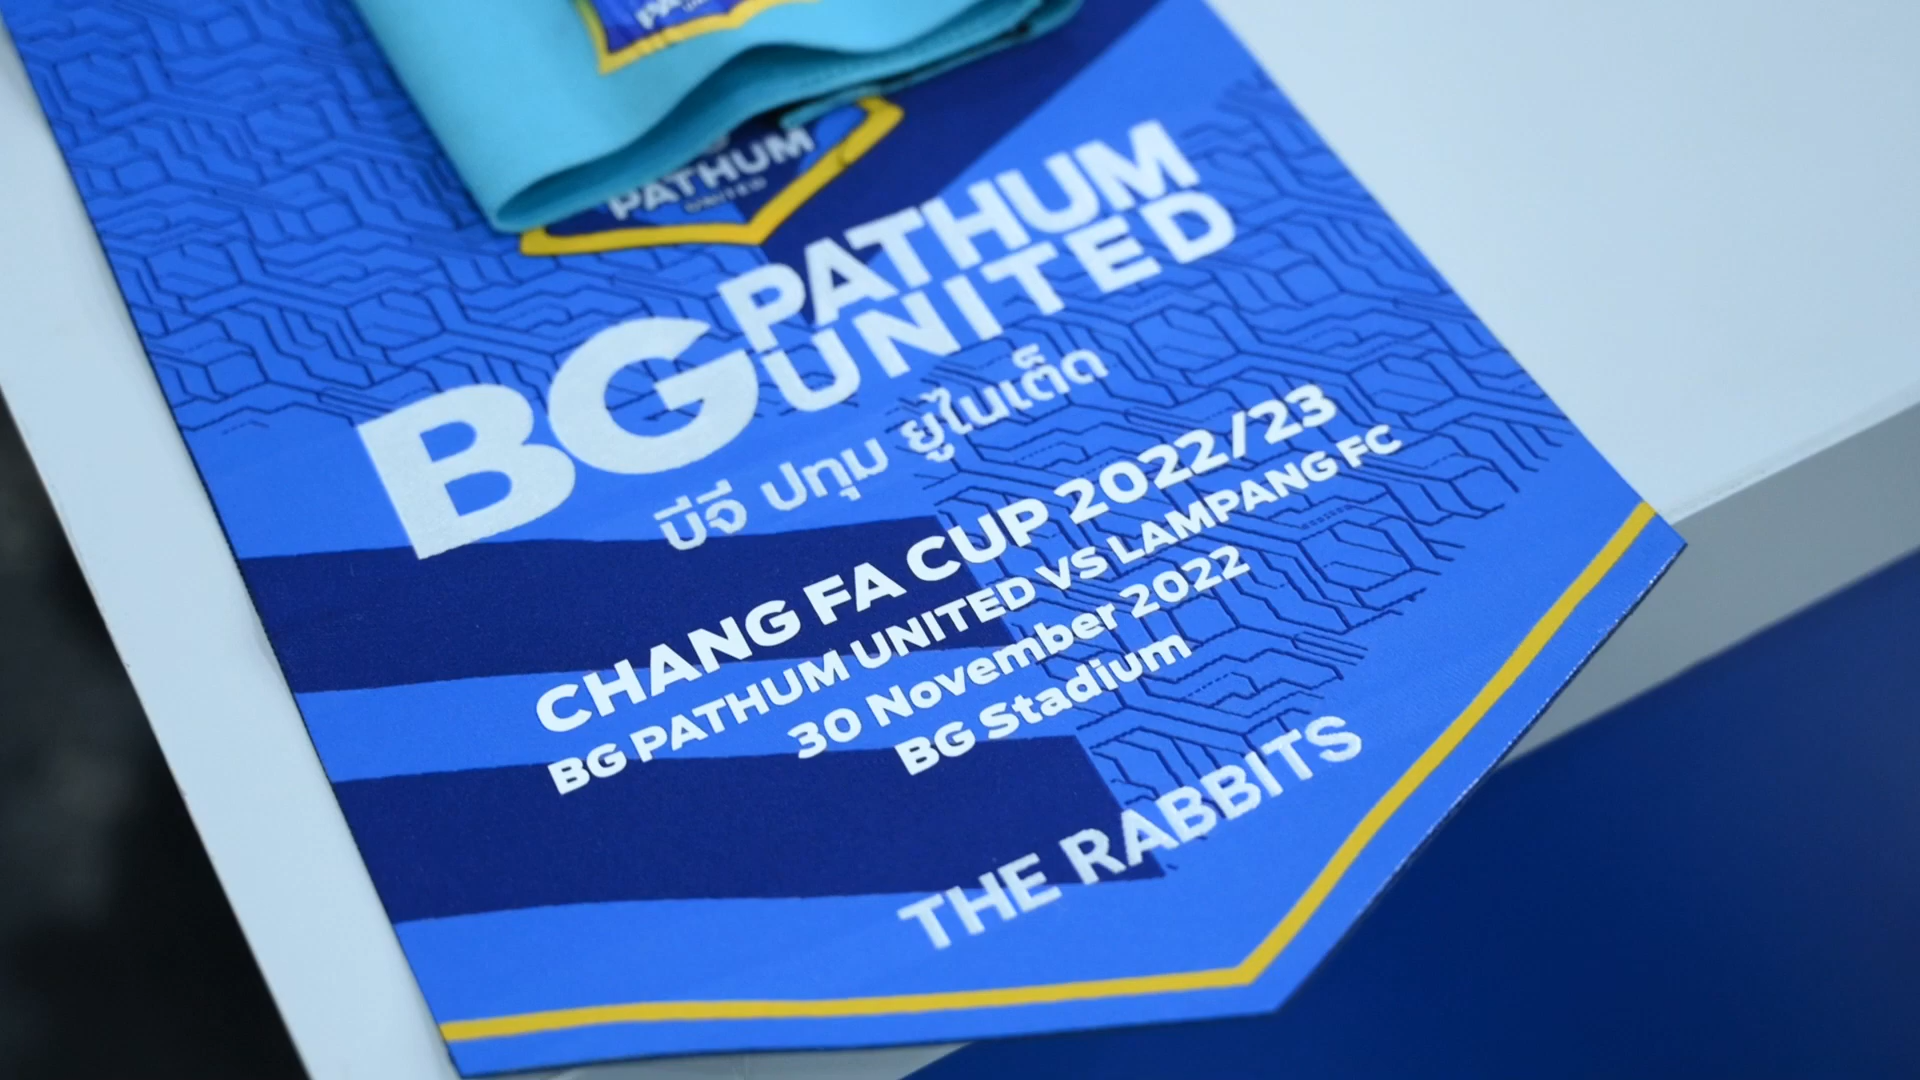 PATHUM
UNITED
BG PATHUM
UNITED
บีจี ปทุม ยูไนเต็ด
CHANG FA CUP 2022/23
BG PATHUM UNITED VS LAMPANG FC
30 November 2022
BG Stadium
THE RABBITS